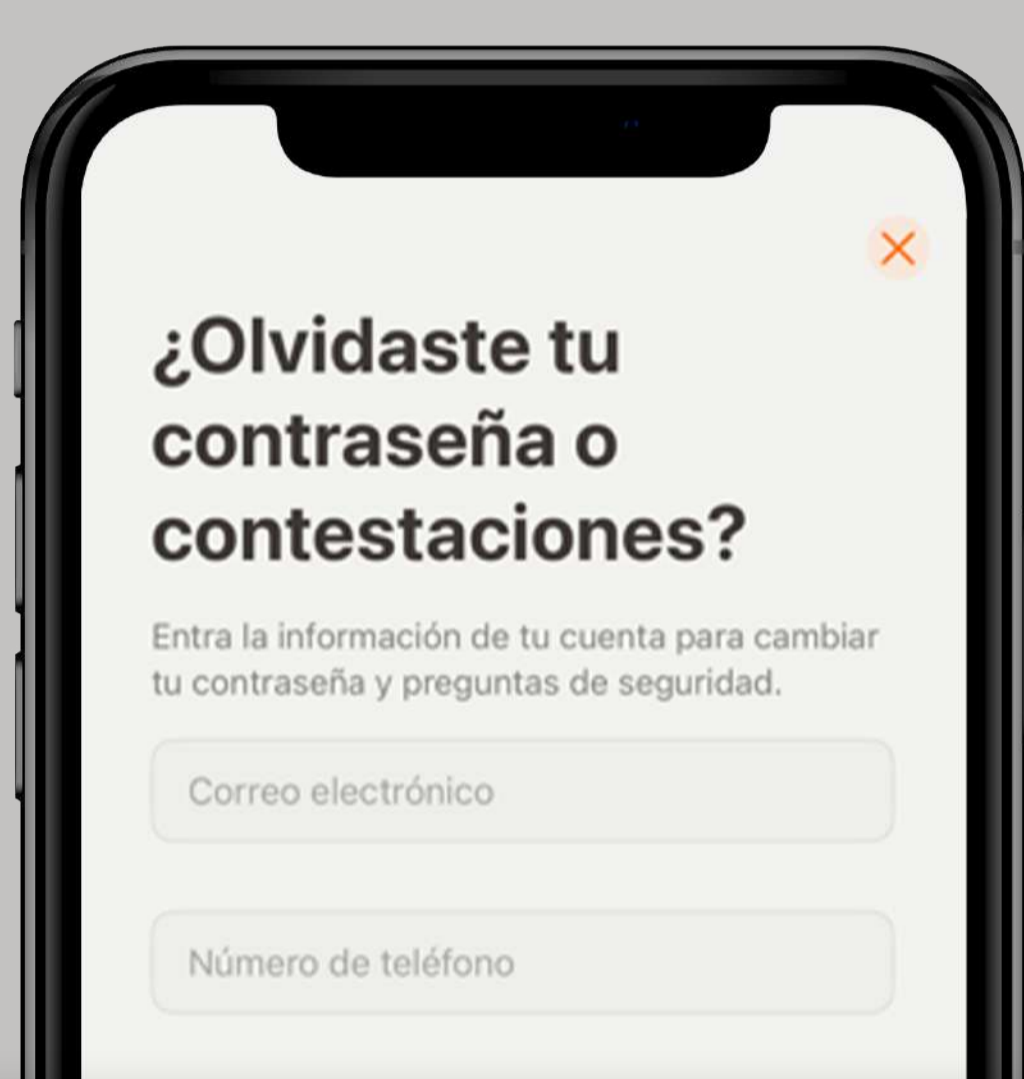 ¿Olvidaste tu
contraseña o
contestaciones?
Entra la información de tu cuenta para cambiar
tu contraseña y preguntas de seguridad.
Correo electrónico
Número de teléfono